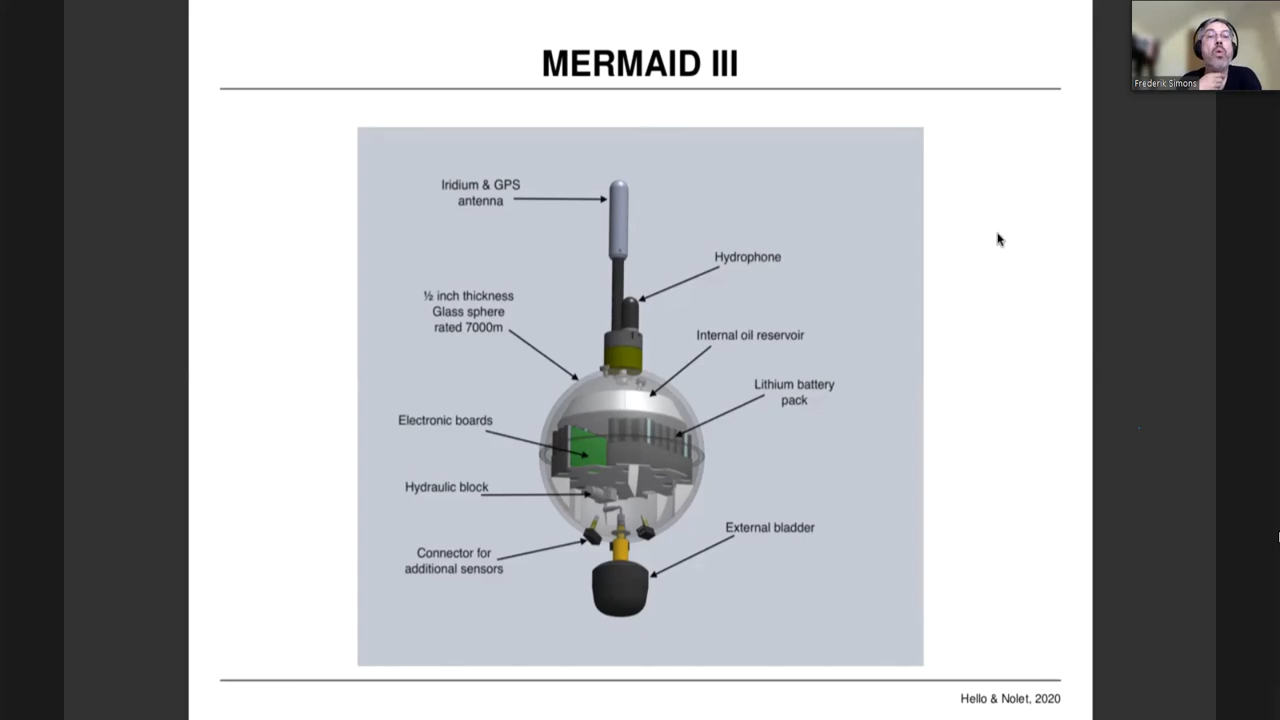 MERMAID III
Frederik Simons
Iridium & GPS
antenna
Hydrophone
½ inch thickness
Glass sphere
rated 7000m
Internal oil reservoir
Lithium battery
pack
Electronic boards
Hydraulic block
External bladder
Connector for
additional sensors
Hello & Nolet, 2020